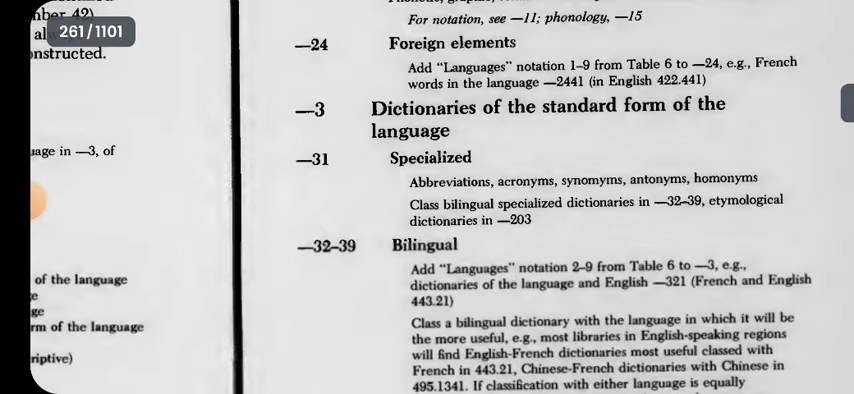 nber 42)
261/1101
al
onstructed.
uage in —3, of
of the language
e
ge
rm of the language
riptive)
For notation, see —11; phonology, —15
—24 Foreign elements
Add “Languages” notation 1–9 from Table 6 to —24, e.g., French
words in the language —2441 (in English 422.441)
—3 Dictionaries of the standard form of the
language
—31 Specialized
Abbreviations, acronyms, synomyms, antonyms, homonyms
Class bilingual specialized dictionaries in —32–39, etymological
dictionaries in —203
—32–39 Bilingual
Add “Languages” notation 2–9 from Table 6 to —3, e.g.,
dictionaries of the language and English —321 (French and English
443.21)
Class a bilingual dictionary with the language in which it will be
the more useful, e.g., most libraries in English-speaking regions
will find English-French dictionaries most useful classed with
French in 443.21, Chinese-French dictionaries with Chinese in
495.1341. If classification with either language is equally